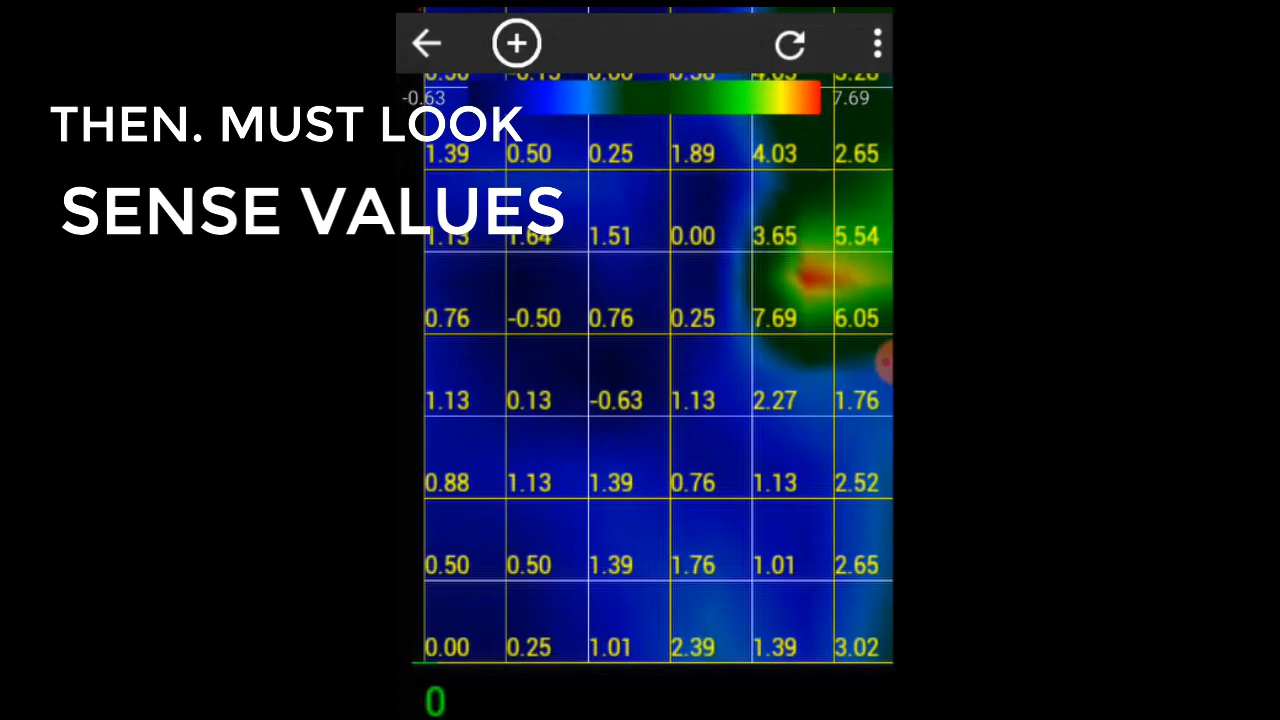 -0.63 7.69
THEN. MUST LOOK
1.39 0.50 0.25 1.89 4.03 2.65
SENSE VALUES
1.13 1.64 1.51 0.00 3.65 5.54
0.76 -0.50 0.76 0.25 7.69 6.05
1.13 0.13 -0.63 1.13 2.27 1.76
0.88 1.13 1.39 0.76 1.13 2.52
0.50 0.50 1.39 1.76 1.01 2.65
0.00 0.25 1.01 2.39 1.39 3.02
0